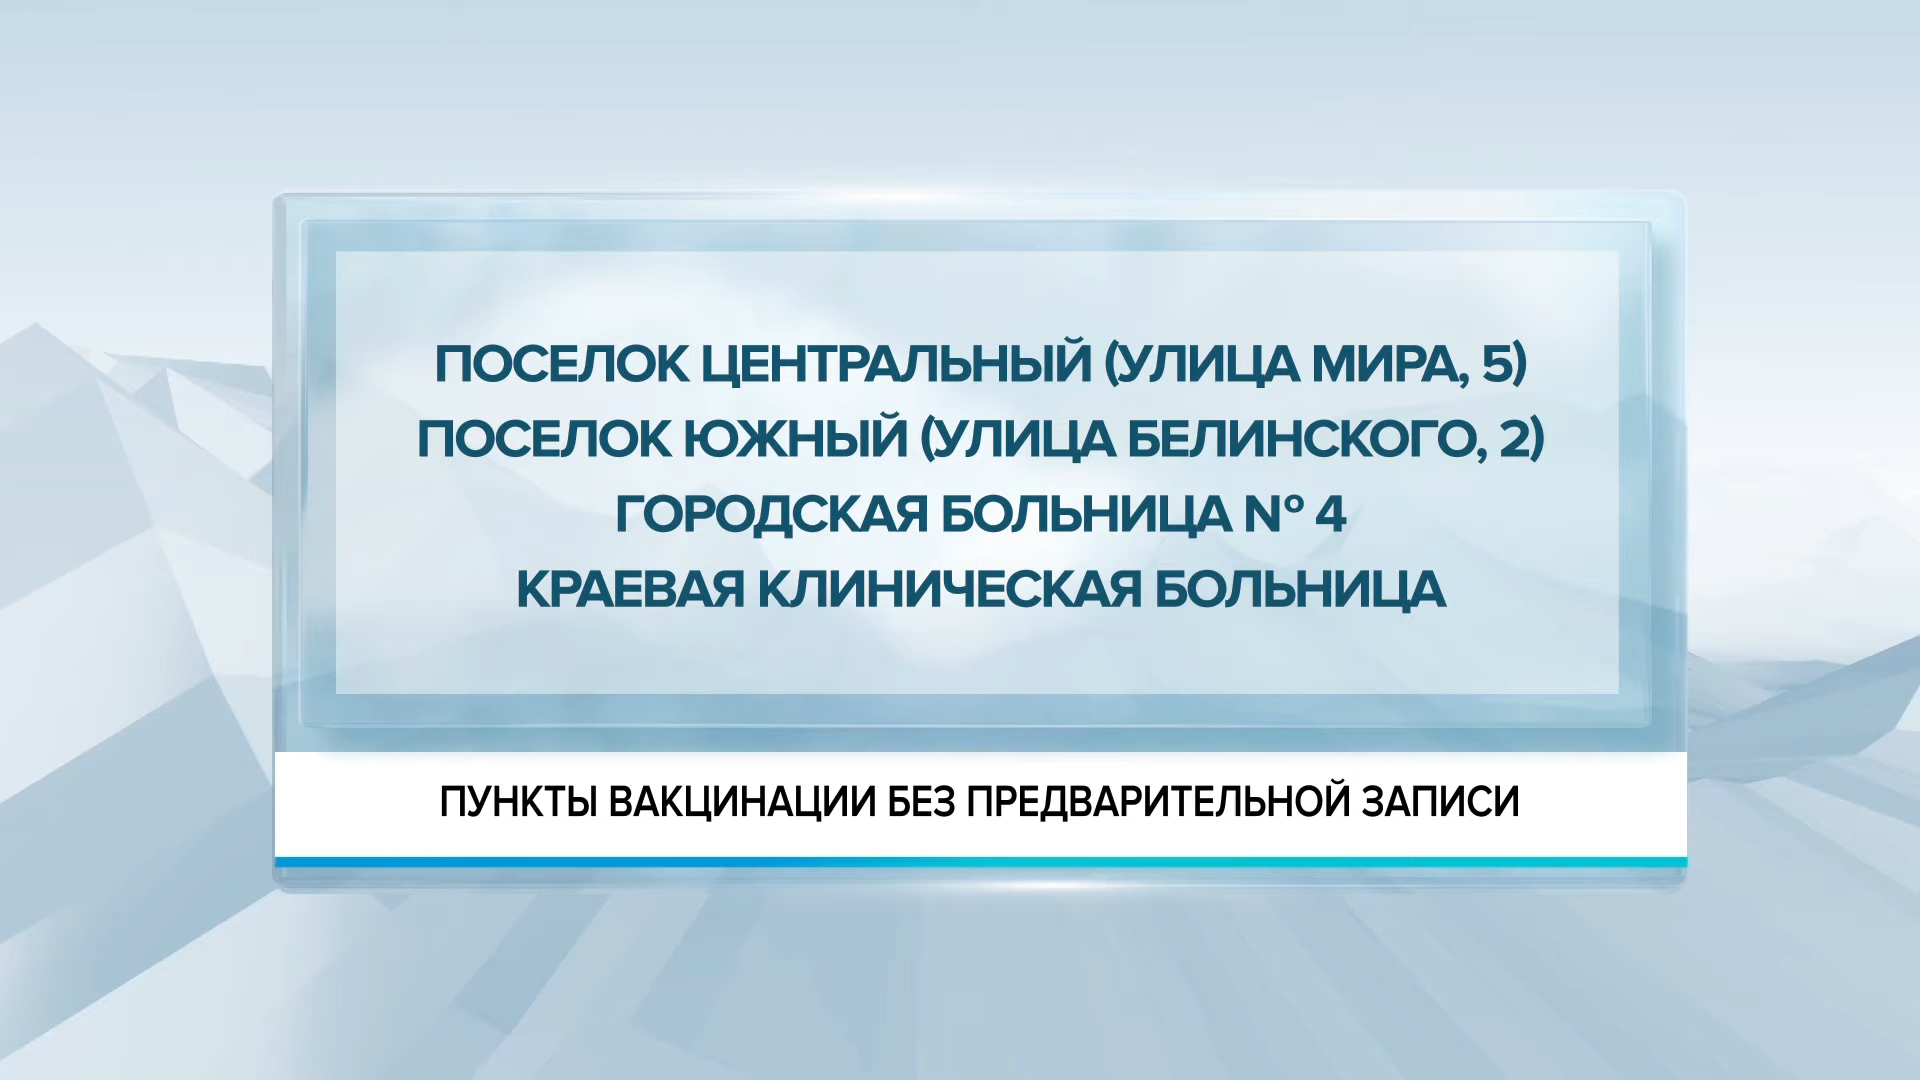 ПОСЕЛОК ЦЕНТРАЛЬНЫЙ (УЛИЦА МИРА, 5)
ПОСЕЛОК ЮЖНЫЙ (УЛИЦА БЕЛИНСКОГО, 2)
ГОРОДСКАЯ БОЛЬНИЦА № 4
КРАЕВАЯ КЛИНИЧЕСКАЯ БОЛЬНИЦА
ПУНКТЫ ВАКЦИНАЦИИ БЕЗ ПРЕДВАРИТЕЛЬНОЙ ЗАПИСИ